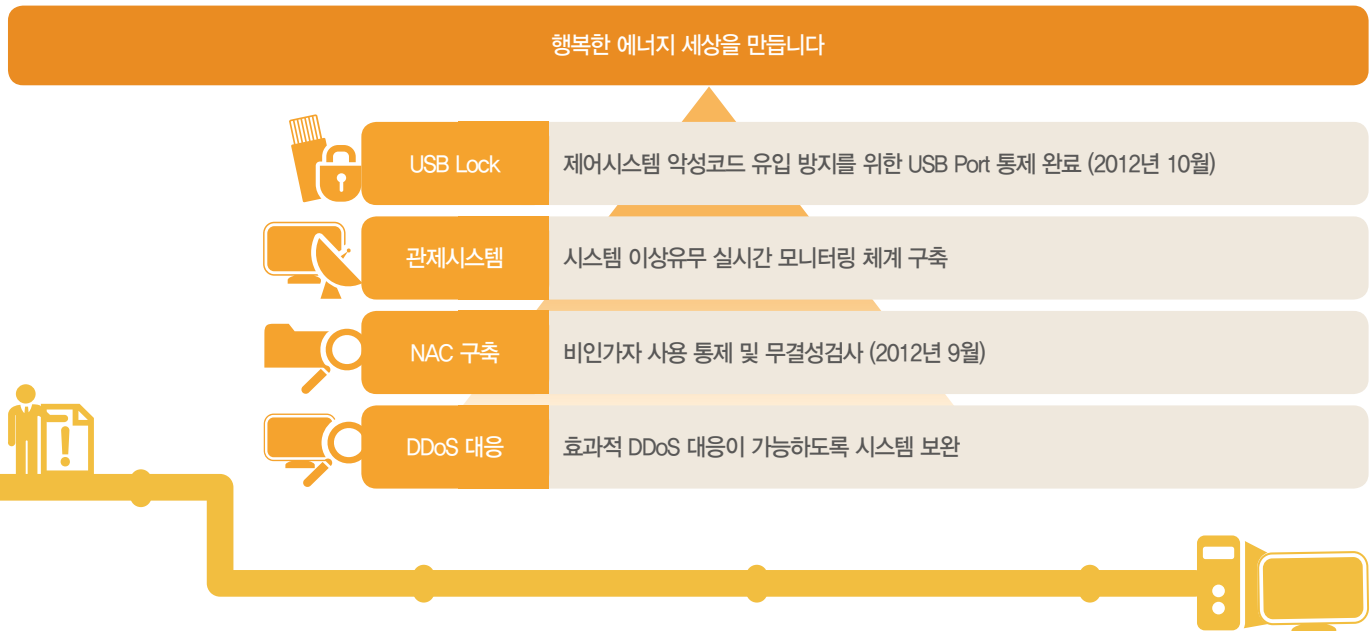 행복한 에너지 세상을 만듭니다
USB Lock
제어시스템 악성코드 유입 방지를 위한 USB Port 통제 완료 (2012년 10월)
관제시스템
시스템 이상유무 실시간 모니터링 체계 구축
NAC 구축
비인가자 사용 통제 및 무결성검사 (2012년 9월)
DDoS 대응
효과적 DDoS 대응이 가능하도록 시스템 보완